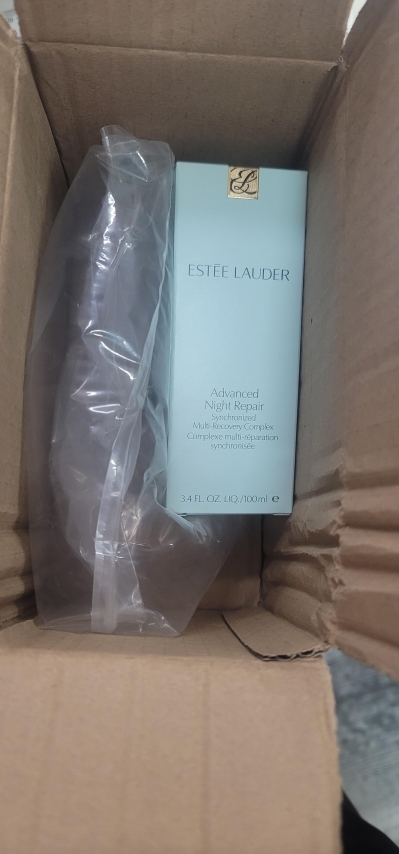 EL
ESTĒE LAUDER
Advanced
Night Repair
Synchronized
Multi-Recovery Complex
Complexe multi-réparation
synchronisée
3.4 FL. OZ. LIQ./100ml e